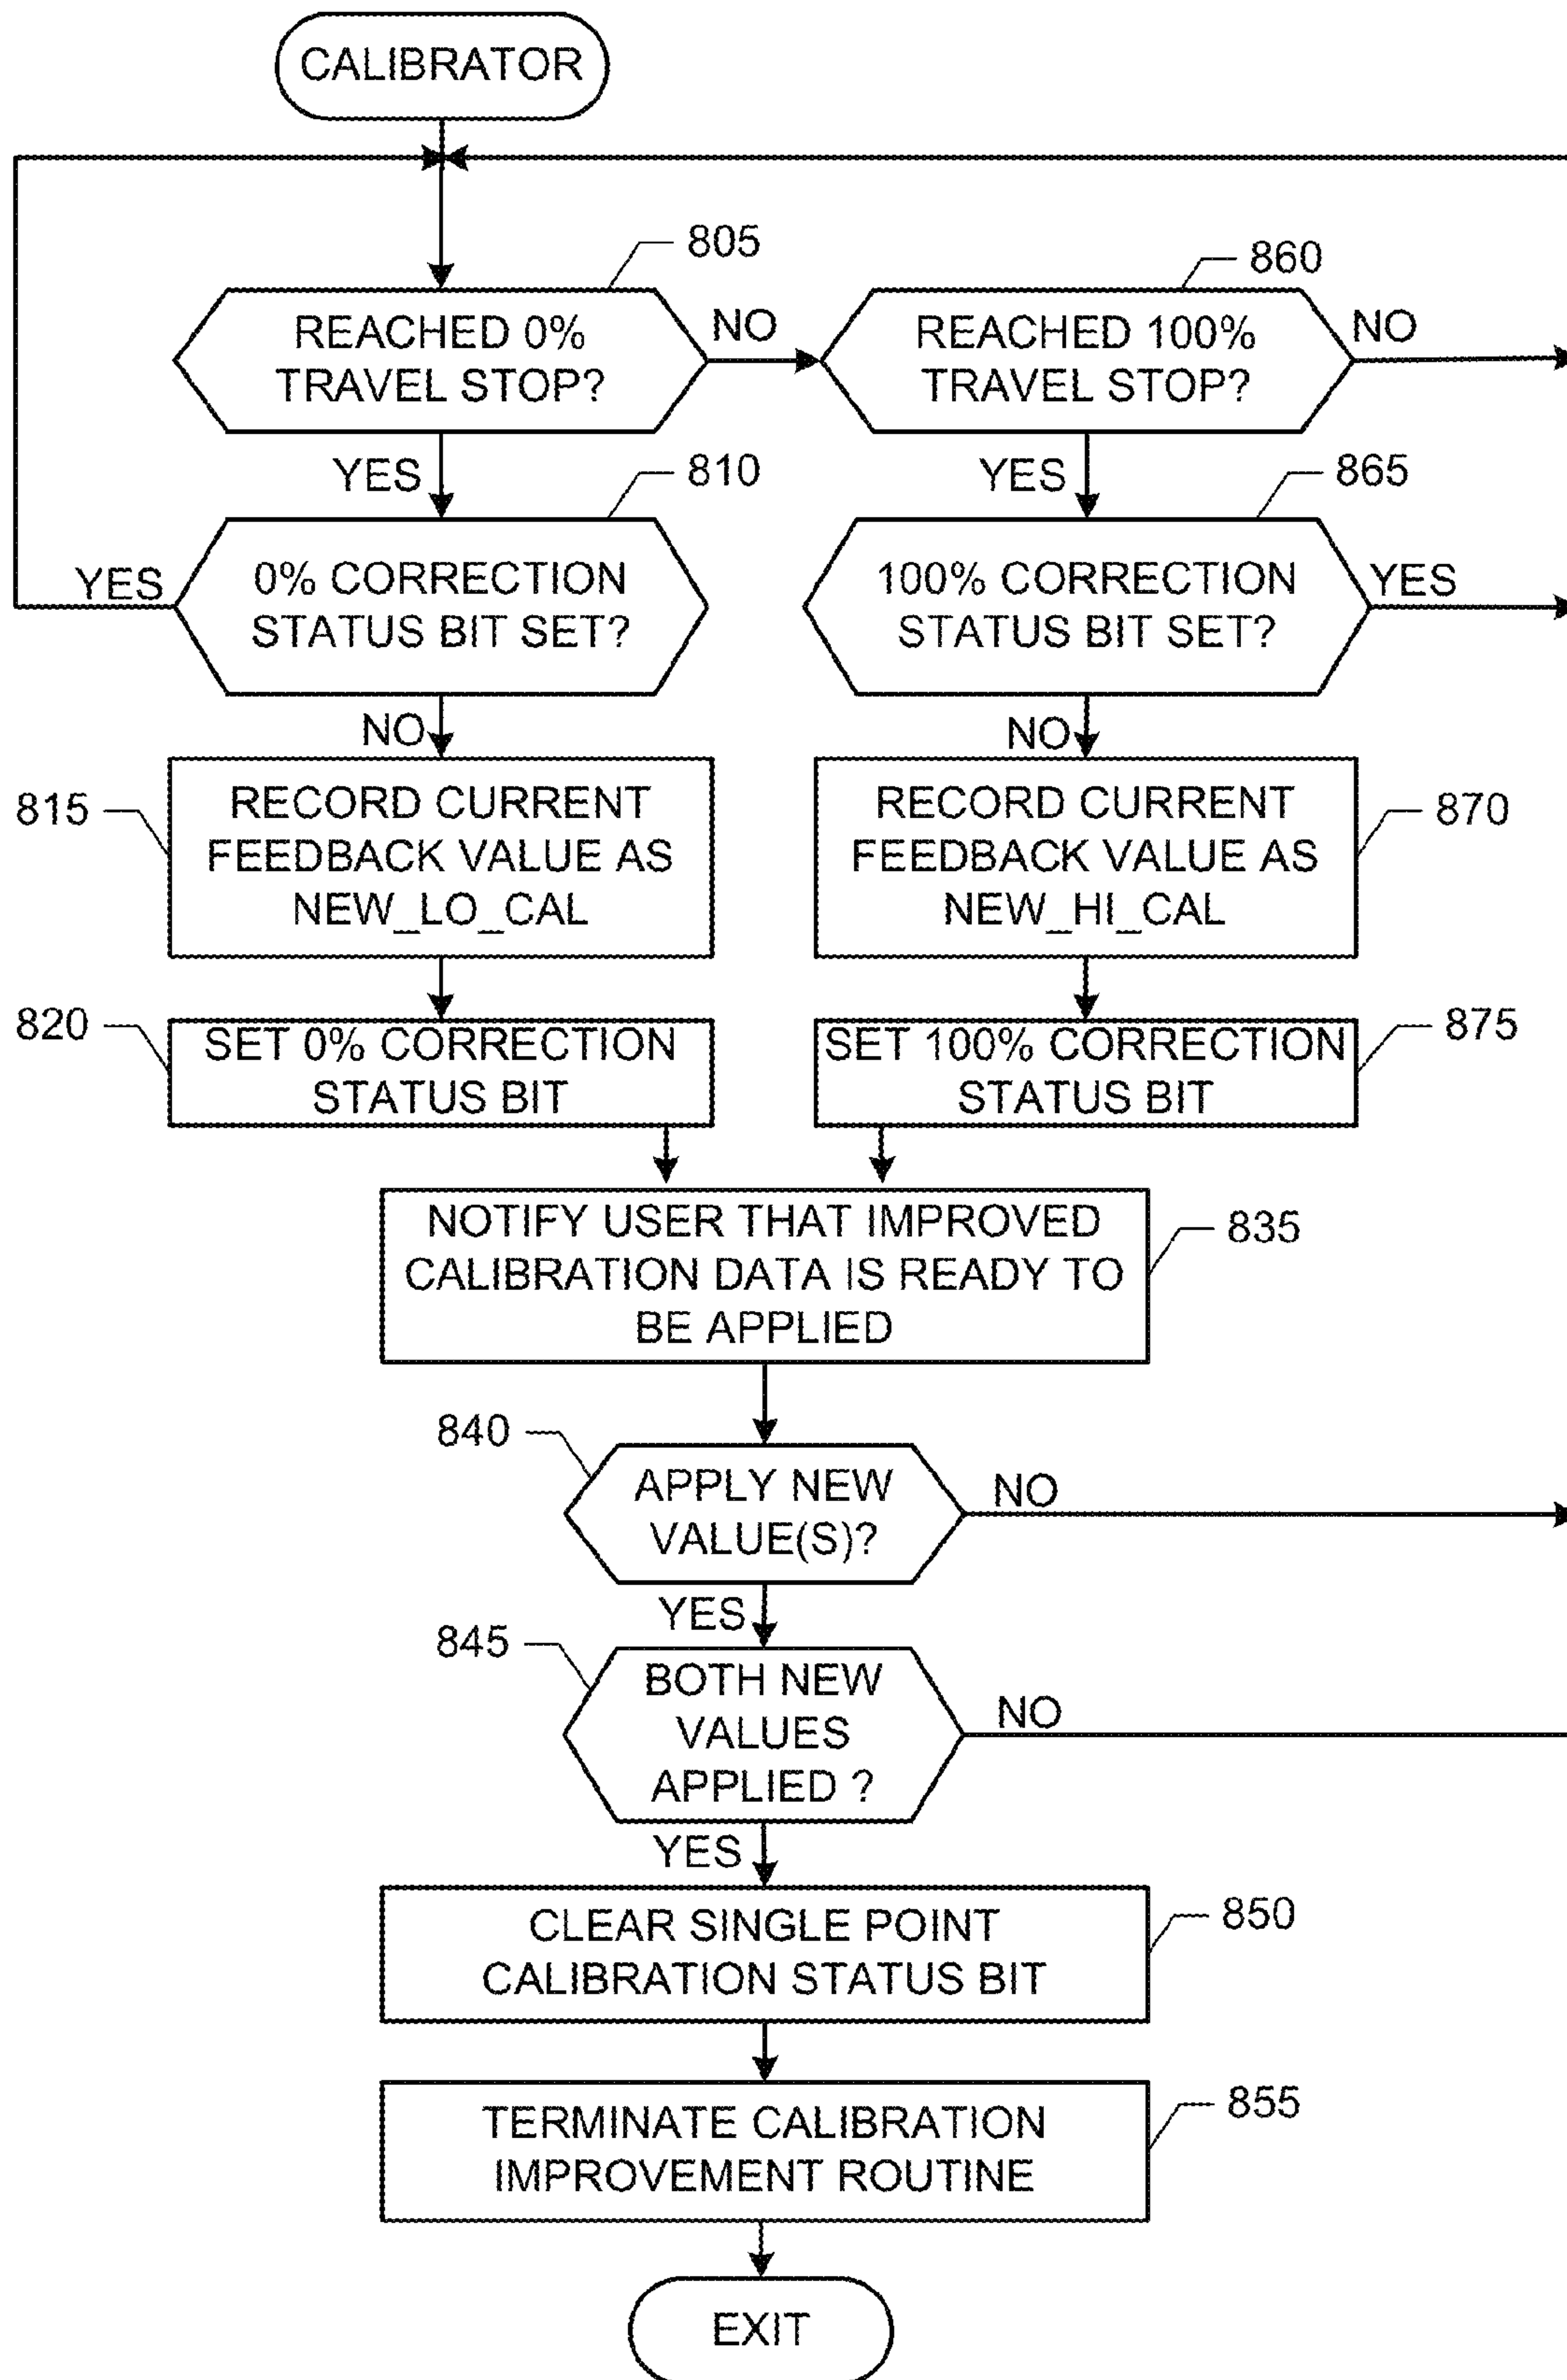 CALIBRATOR
805
860
REACHED 0%
TRAVEL STOP?
NO
REACHED 100%
TRAVEL STOP?
NO
YES
810
YES
865
YES
0% CORRECTION
STATUS BIT SET?
100% CORRECTION
STATUS BIT SET?
YES
NO
NO
815
RECORD CURRENT
FEEDBACK VALUE AS
NEW_LO_CAL
RECORD CURRENT
FEEDBACK VALUE AS
NEW_HI_CAL
870
820
SET 0% CORRECTION
STATUS BIT
SET 100% CORRECTION
STATUS BIT
875
NOTIFY USER THAT IMPROVED
CALIBRATION DATA IS READY TO
BE APPLIED
835
840
APPLY NEW
VALUE(S)?
NO
YES
845
BOTH NEW
VALUES
APPLIED ?
NO
YES
CLEAR SINGLE POINT
CALIBRATION STATUS BIT
850
TERMINATE CALIBRATION
IMPROVEMENT ROUTINE
855
EXIT